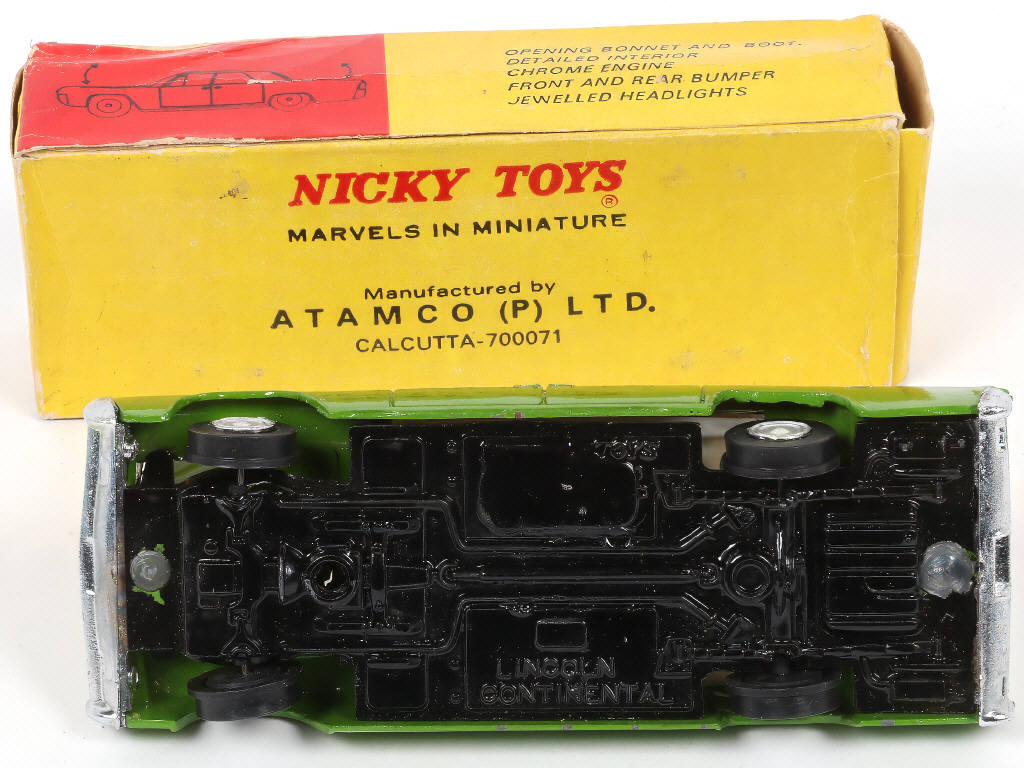 OPENING BONNET AND BOOT.
DETAILED INTERIOR
CHROME ENGINE
FRONT AND REAR BUMPER
JEWELLED HEADLIGHTS
NICKY TOYS
®
MARVELS IN MINIATURE
Manufactured by
ATAMCO (P) LTD.
CALCUTTA-700071
TOYS
LINCOLN
CONTINENTAL